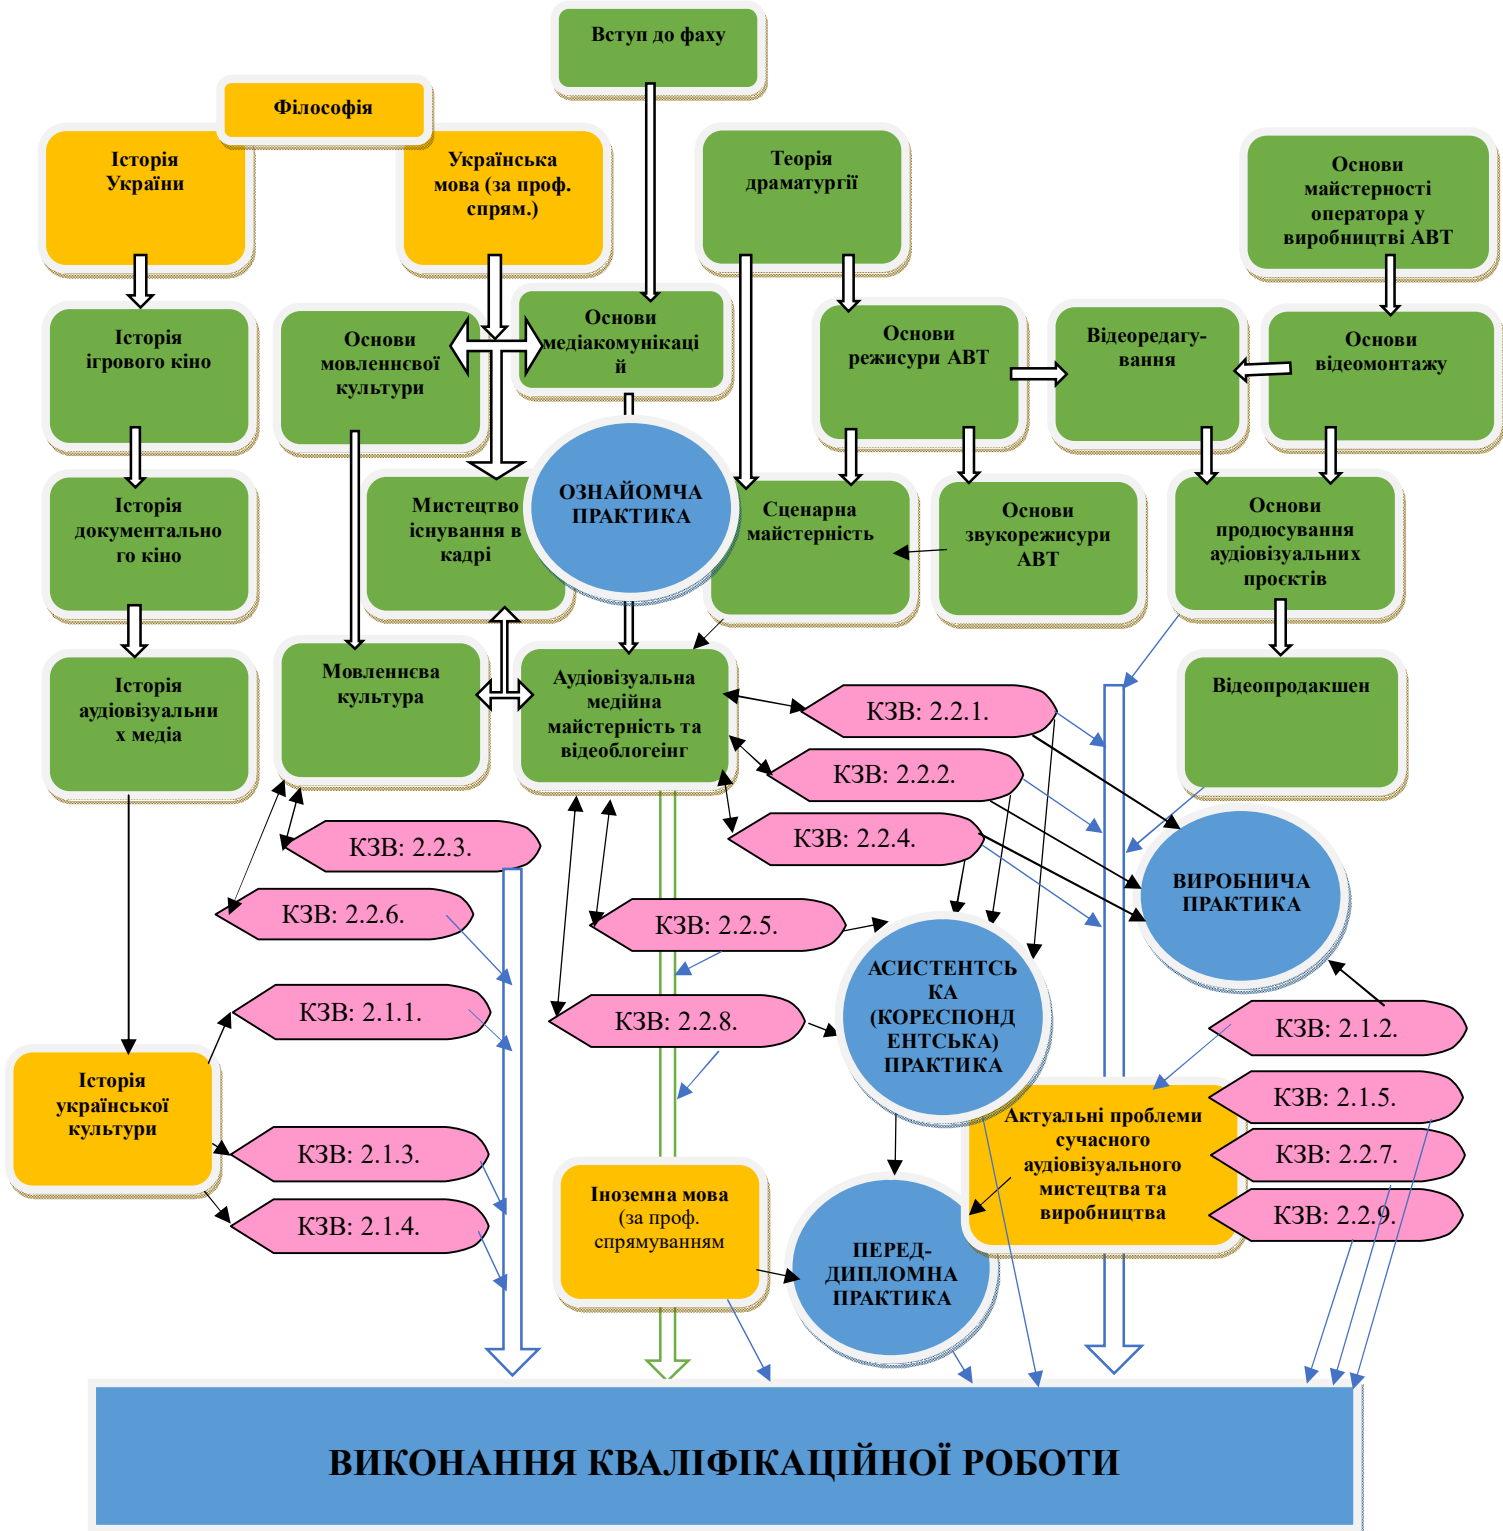 Вступ до фаху
Філософія
Історія
України
Українська
мова (за проф.
спрям.)
Теорія
драматургії
Основи
майстерності
оператора у
виробництві АВТ
Історія
ігрового кіно
Основи
мовленнєвої
культури
Основи
медіакомунікаці
й
Основи
режисури АВТ
Відеоредагу-
вання
Основи
відеомонтажу
Історія
документально
го кіно
Мистецтво
існування в
кадрі
ОЗНАЙОМЧА
ПРАКТИКА
Сценарна
майстерність
Основи
звукорежисури
АВТ
Основи
продюсування
аудіовізуальних
проєктів
Історія
аудіовізуальни
х медіа
Мовленнєва
культура
Аудіовізуальна
медійна
майстерність та
відеоблогеінг
Відеопродакшен
КЗВ: 2.2.1.
КЗВ: 2.2.2.
КЗВ: 2.2.4.
КЗВ: 2.2.3.
КЗВ: 2.2.6.
КЗВ: 2.2.5.
ВИРОБНИЧА
ПРАКТИКА
КЗВ: 2.1.1.
КЗВ: 2.2.8.
АСИСТЕНТСЬ
КА
(КОРЕСПОНД
ЕНТСЬКА)
ПРАКТИКА
КЗВ: 2.1.2.
Історія
української
культури
КЗВ: 2.1.3.
КЗВ: 2.1.4.
Актуальні проблеми
сучасного
аудіовізуального
мистецтва та
виробництва
КЗВ: 2.1.5.
КЗВ: 2.2.7.
КЗВ: 2.2.9.
Іноземна мова
(за проф.
спрямуванням
ПЕРЕД-
ДИПЛОМНА
ПРАКТИКА
ВИКОНАННЯ КВАЛІФІКАЦІЙНОЇ РОБОТИ